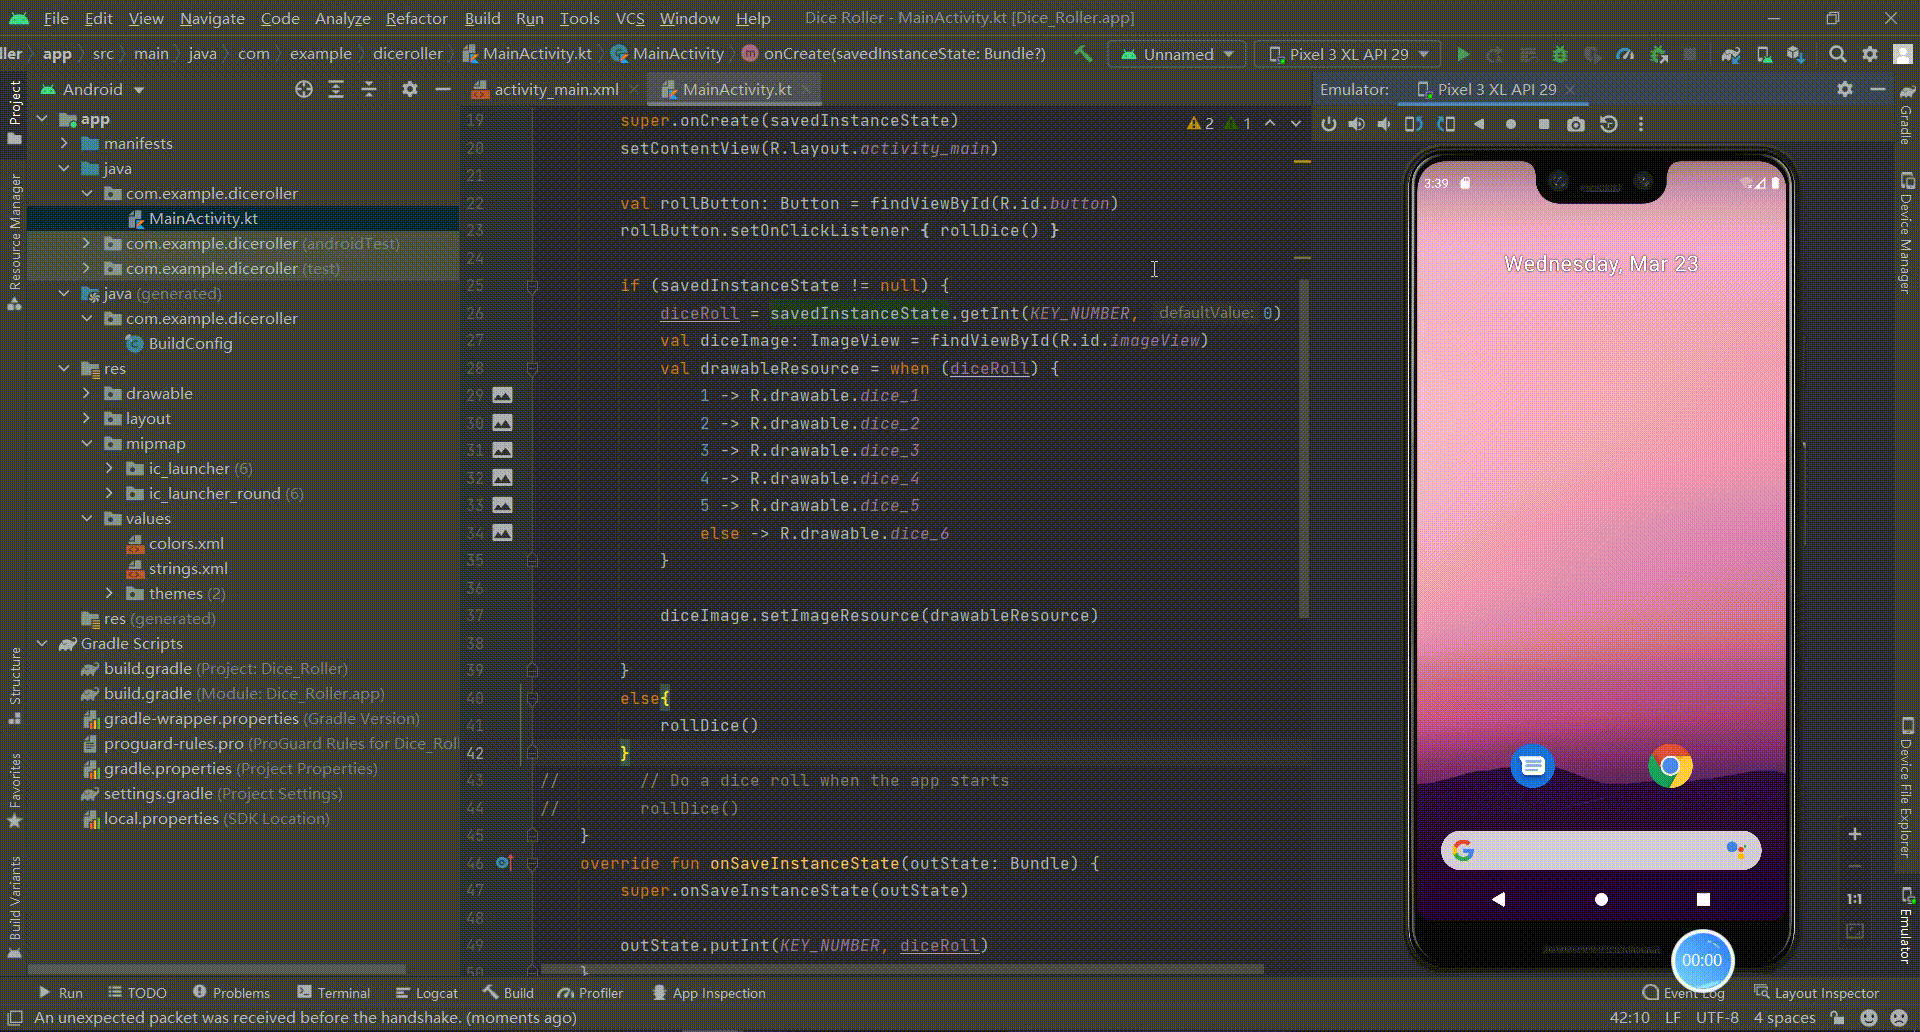 File Edit View Navigate Code Analyze Refactor Build Run Tools VCS Window Help Dice Roller - MainActivity.kt [Dice_Roller.app]
ller app src main java com example diceroller MainActivity.kt MainActivity onCreate(savedInstanceState: Bundle?) Unnamed Pixel 3 XL API 29
Android
activity_main.xml MainActivity.kt
Emulator: Pixel 3 XL API 29
Project
Resource Manager
Structure
Favorites
Build Variants
app
manifests
java
com.example.diceroller
MainActivity.kt
com.example.diceroller (androidTest)
com.example.diceroller (test)
java (generated)
com.example.diceroller
BuildConfig
res
drawable
layout
mipmap
ic_launcher (6)
ic_launcher_round (6)
values
colors.xml
strings.xml
themes (2)
res (generated)
Gradle Scripts
build.gradle (Project: Dice_Roller)
build.gradle (Module: Dice_Roller.app)
gradle-wrapper.properties (Gradle Version)
proguard-rules.pro (ProGuard Rules for Dice_Roll
gradle.properties (Project Properties)
settings.gradle (Project Settings)
local.properties (SDK Location)
2 1
19 super.onCreate(savedInstanceState)
20 setContentView(R.layout.activity_main)
21
22 val rollButton: Button = findViewById(R.id.button)
23 rollButton.setOnClickListener { rollDice() }
24
25 if (savedInstanceState != null) {
26 diceRoll = savedInstanceState.getInt(KEY_NUMBER, defaultValue: 0)
27 val diceImage: ImageView = findViewById(R.id.imageView)
28 val drawableResource = when (diceRoll) {
29 1 -> R.drawable.dice_1
30 2 -> R.drawable.dice_2
31 3 -> R.drawable.dice_3
32 4 -> R.drawable.dice_4
33 5 -> R.drawable.dice_5
34 else -> R.drawable.dice_6
35 }
36
37 diceImage.setImageResource(drawableResource)
38
39 }
40 else{
41 rollDice()
42 }
43 // // Do a dice roll when the app starts
44 // rollDice()
45 }
46 override fun onSaveInstanceState(outState: Bundle) {
47 super.onSaveInstanceState(outState)
48
49 outState.putInt(KEY_NUMBER, diceRoll)
50 }
3:39
Wednesday, Mar 23
1:1
00:00
Gradle
Device Manager
Device File Explorer
Emulator
Run TODO Problems Terminal Logcat Build Profiler App Inspection Event Log Layout Inspector
An unexpected packet was received before the handshake. (moments ago) 42:10 LF UTF-8 4 spaces